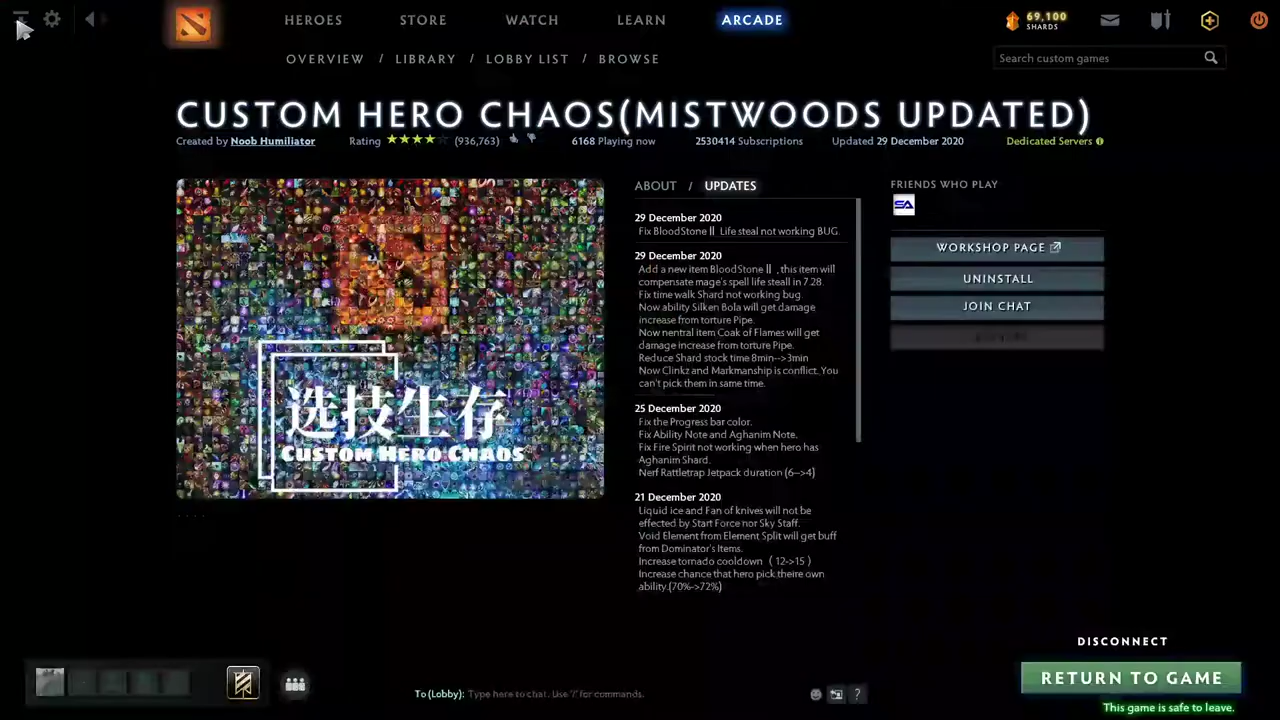 HEROES
STORE
WATCH
LEARN
ARCADE
69,100
SHARDS
OVERVIEW / LIBRARY / LOBBY LIST / BROWSE
Search custom games
CUSTOM HERO CHAOS(MISTWOODS UPDATED)
Created by Noob Humiliator
Rating
(936,763)
6168 Playing now
2530414 Subscriptions
Updated 29 December 2020
Dedicated Servers
选技生存
CUSTOM HERO CHAOS
ABOUT / UPDATES
29 December 2020
Fix BloodStone Ⅱ Life steal not working BUG.
29 December 2020
Add a new item BloodStone Ⅱ , this item will
compensate mage's spell life steall in 7.28.
Fix time walk Shard not working bug.
Now ability Silken Bola will get damage
increase from torture Pipe.
Now nentral item Coak of Flames will get
damage increase from torture Pipe.
Reduce Shard stock time 8min-->3min
Now Clinkz and Markmanship is conflict. You
can't pick them in same time.
25 December 2020
Fix the Progress bar color.
Fix Ability Note and Aghanim Note.
Fix Fire Spirit not working when hero has
Aghanim Shard.
Nerf Rattletrap Jetpack duration (6-->4)
21 December 2020
Liquid ice and Fan of knives will not be
effected by Start Force nor Sky Staff.
Void Element from Element Split will get buff
from Dominator's Items.
Increase tornado cooldown （12->15）
Increase chance that hero pick theire own
ability.(70%->72%)
FRIENDS WHO PLAY
SA
WORKSHOP PAGE
UNINSTALL
JOIN CHAT
DISCONNECT
RETURN TO GAME
This game is safe to leave.
To (Lobby): Type here to chat. Use '/' for commands.
?